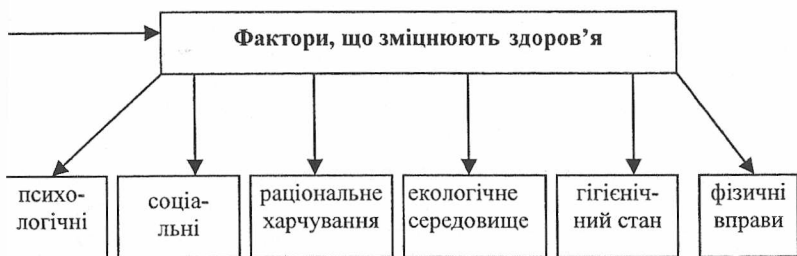 Фактори, що зміцнюють здоров’я
психо-
логічні
соціа-
льні
раціональне
харчування
екологічне
середовище
гігієніч-
ний стан
фізичні
вправи